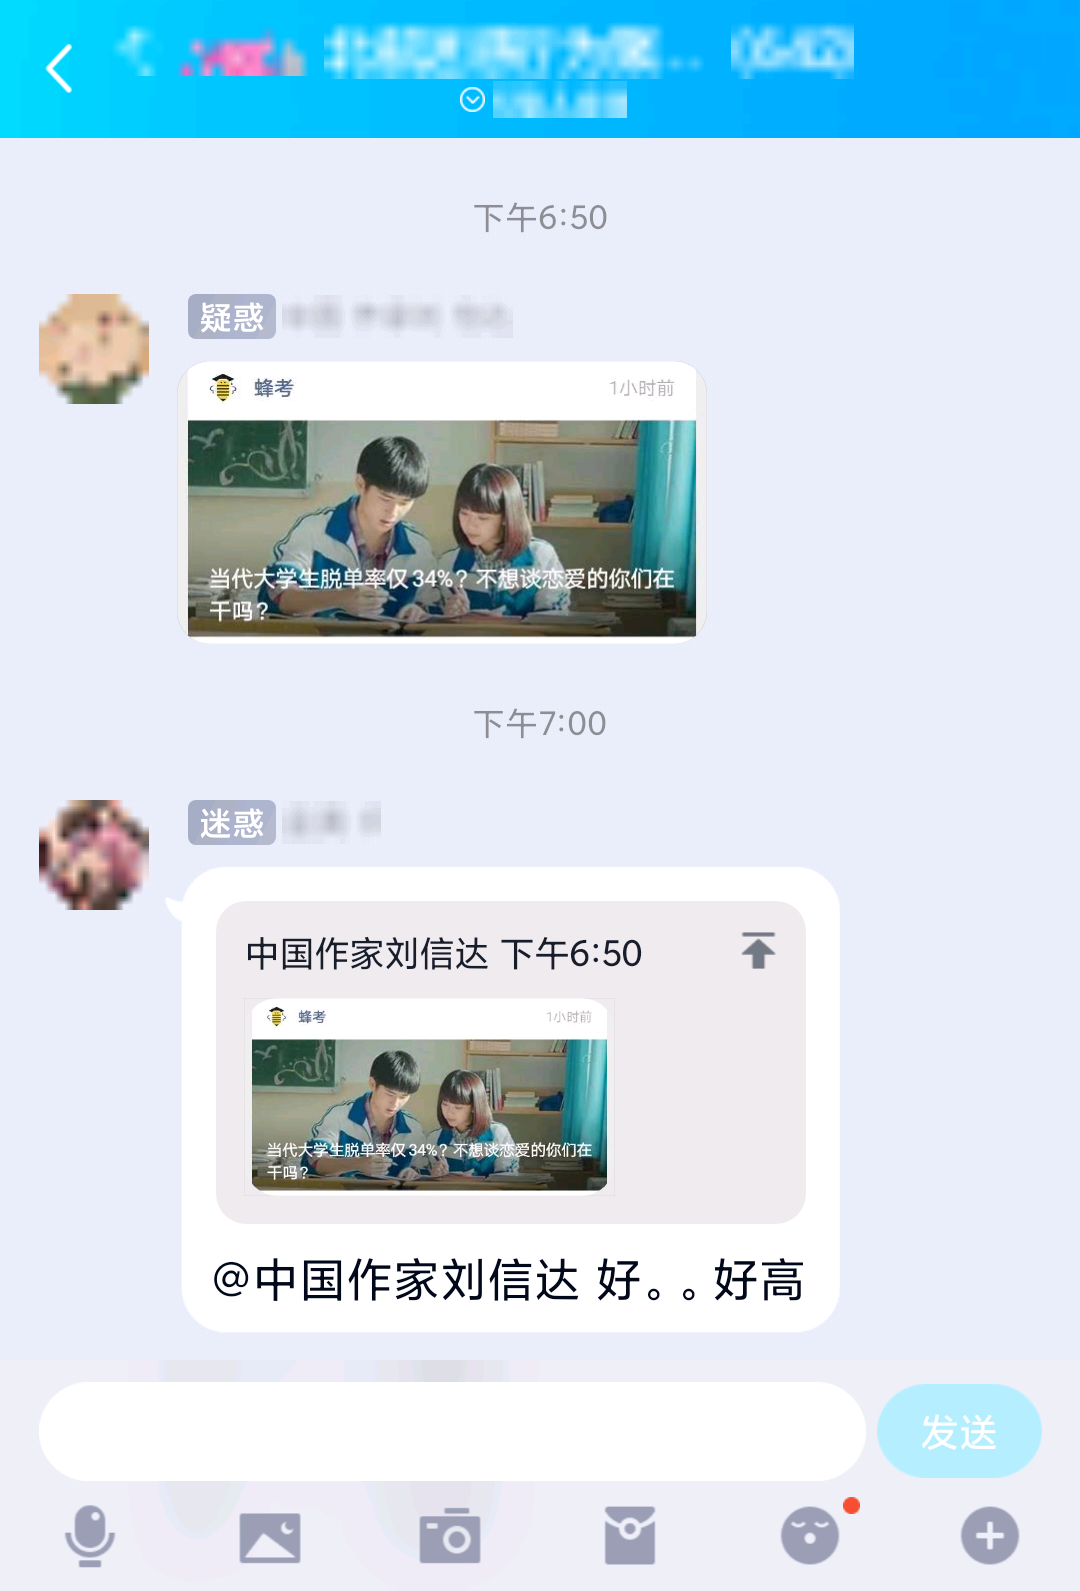 下午6:50
疑惑
蜂考
1小时前
当代大学生脱单率仅34%？不想谈恋爱的你们在
干吗？
下午7:00
迷惑
中国作家刘信达 下午6:50
蜂考
1小时前
当代大学生脱单率仅34%？不想谈恋爱的你们在
干吗？
@中国作家刘信达 好。。好高
发送